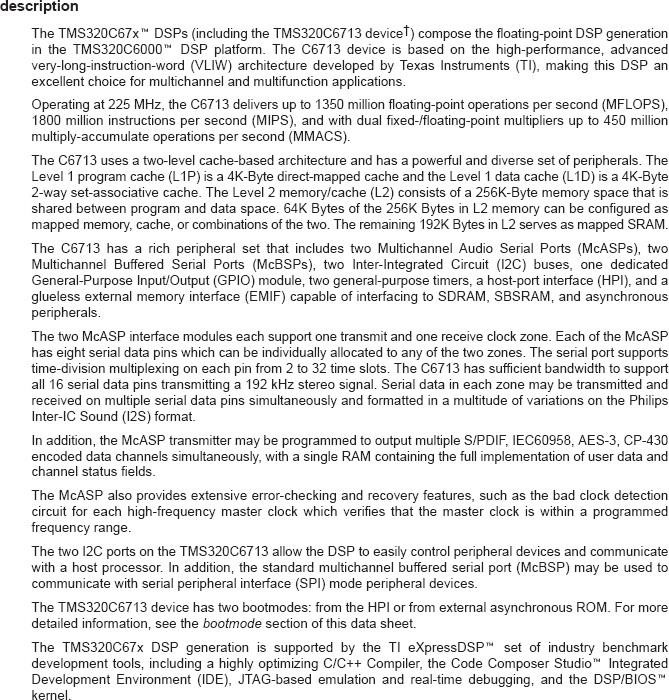 description
The TMS320C67x™ DSPs (including the TMS320C6713 device†) compose the floating-point DSP generation
in the TMS320C6000™ DSP platform. The C6713 device is based on the high-performance, advanced
very-long-instruction-word (VLIW) architecture developed by Texas Instruments (TI), making this DSP an
excellent choice for multichannel and multifunction applications.
Operating at 225 MHz, the C6713 delivers up to 1350 million floating-point operations per second (MFLOPS),
1800 million instructions per second (MIPS), and with dual fixed-/floating-point multipliers up to 450 million
multiply-accumulate operations per second (MMACS).
The C6713 uses a two-level cache-based architecture and has a powerful and diverse set of peripherals. The
Level 1 program cache (L1P) is a 4K-Byte direct-mapped cache and the Level 1 data cache (L1D) is a 4K-Byte
2-way set-associative cache. The Level 2 memory/cache (L2) consists of a 256K-Byte memory space that is
shared between program and data space. 64K Bytes of the 256K Bytes in L2 memory can be configured as
mapped memory, cache, or combinations of the two. The remaining 192K Bytes in L2 serves as mapped SRAM.
The C6713 has a rich peripheral set that includes two Multichannel Audio Serial Ports (McASPs), two
Multichannel Buffered Serial Ports (McBSPs), two Inter-Integrated Circuit (I2C) buses, one dedicated
General-Purpose Input/Output (GPIO) module, two general-purpose timers, a host-port interface (HPI), and a
glueless external memory interface (EMIF) capable of interfacing to SDRAM, SBSRAM, and asynchronous
peripherals.
The two McASP interface modules each support one transmit and one receive clock zone. Each of the McASP
has eight serial data pins which can be individually allocated to any of the two zones. The serial port supports
time-division multiplexing on each pin from 2 to 32 time slots. The C6713 has sufficient bandwidth to support
all 16 serial data pins transmitting a 192 kHz stereo signal. Serial data in each zone may be transmitted and
received on multiple serial data pins simultaneously and formatted in a multitude of variations on the Philips
Inter-IC Sound (I2S) format.
In addition, the McASP transmitter may be programmed to output multiple S/PDIF, IEC60958, AES-3, CP-430
encoded data channels simultaneously, with a single RAM containing the full implementation of user data and
channel status fields.
The McASP also provides extensive error-checking and recovery features, such as the bad clock detection
circuit for each high-frequency master clock which verifies that the master clock is within a programmed
frequency range.
The two I2C ports on the TMS320C6713 allow the DSP to easily control peripheral devices and communicate
with a host processor. In addition, the standard multichannel buffered serial port (McBSP) may be used to
communicate with serial peripheral interface (SPI) mode peripheral devices.
The TMS320C6713 device has two bootmodes: from the HPI or from external asynchronous ROM. For more
detailed information, see the bootmode section of this data sheet.
The TMS320C67x DSP generation is supported by the TI eXpressDSP™ set of industry benchmark
development tools, including a highly optimizing C/C++ Compiler, the Code Composer Studio™ Integrated
Development Environment (IDE), JTAG-based emulation and real-time debugging, and the DSP/BIOS™
kernel.